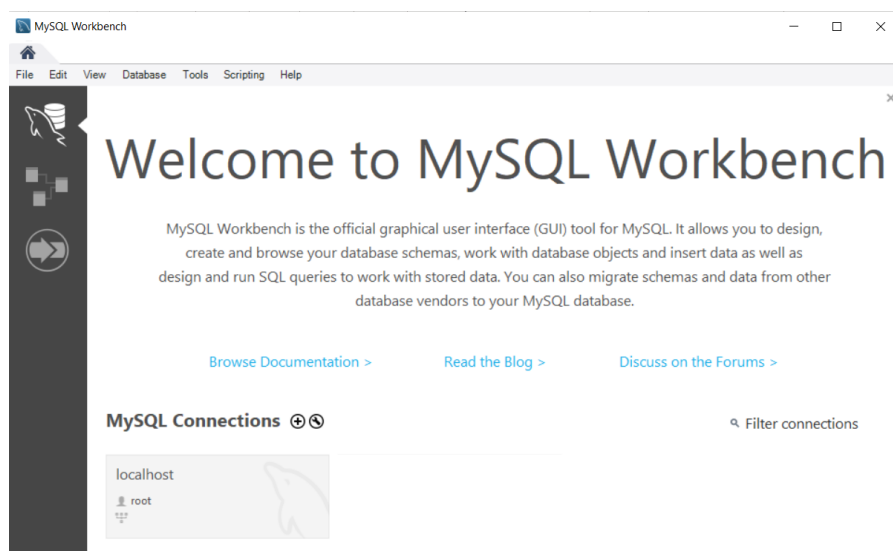 MySQL Workbench
File Edit View Database Tools Scripting Help
Welcome to MySQL Workbench
MySQL Workbench is the official graphical user interface (GUI) tool for MySQL. It allows you to design,
create and browse your database schemas, work with database objects and insert data as well as
design and run SQL queries to work with stored data. You can also migrate schemas and data from other
database vendors to your MySQL database.
Browse Documentation > Read the Blog > Discuss on the Forums >
MySQL Connections Filter connections
localhost
root